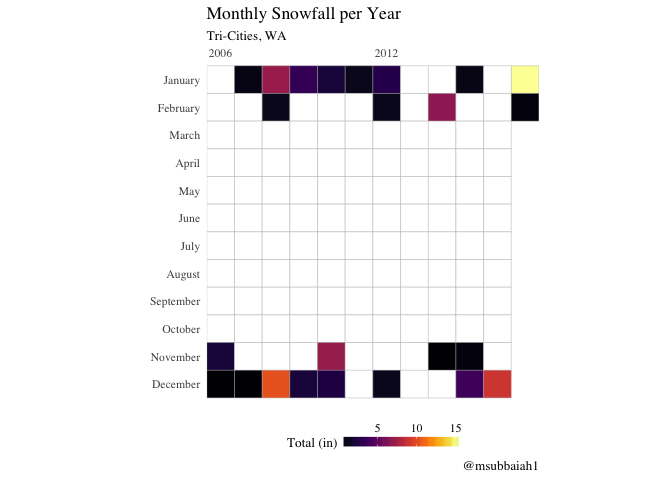 Monthly Snowfall per Year
Tri-Cities, WA
2006 2012
January
February
March
April
May
June
July
August
September
October
November
December
Total (in) 5 10 15
@msubbaiah1